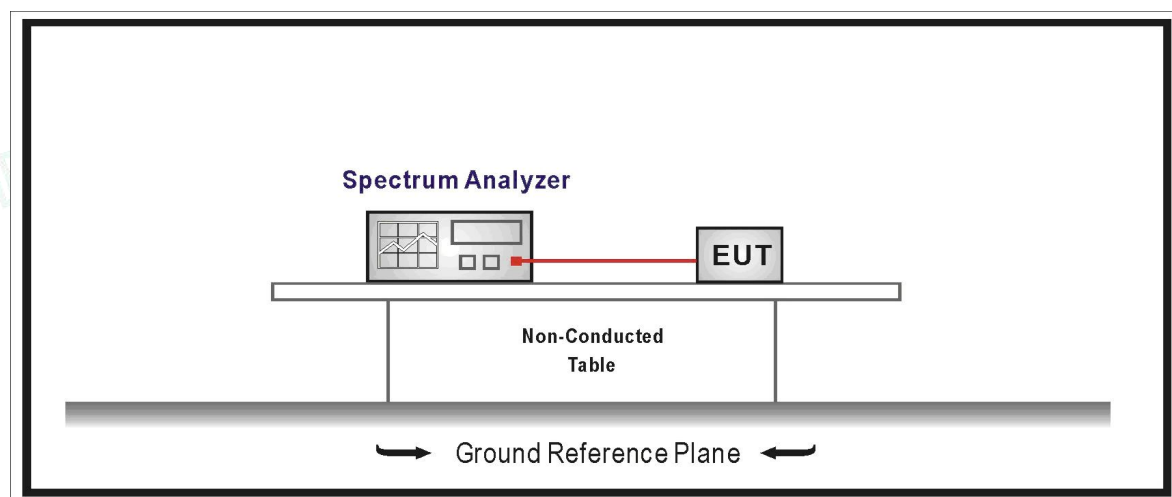 Spectrum Analyzer
EUT
Non-Conducted
Table
Ground Reference Plane